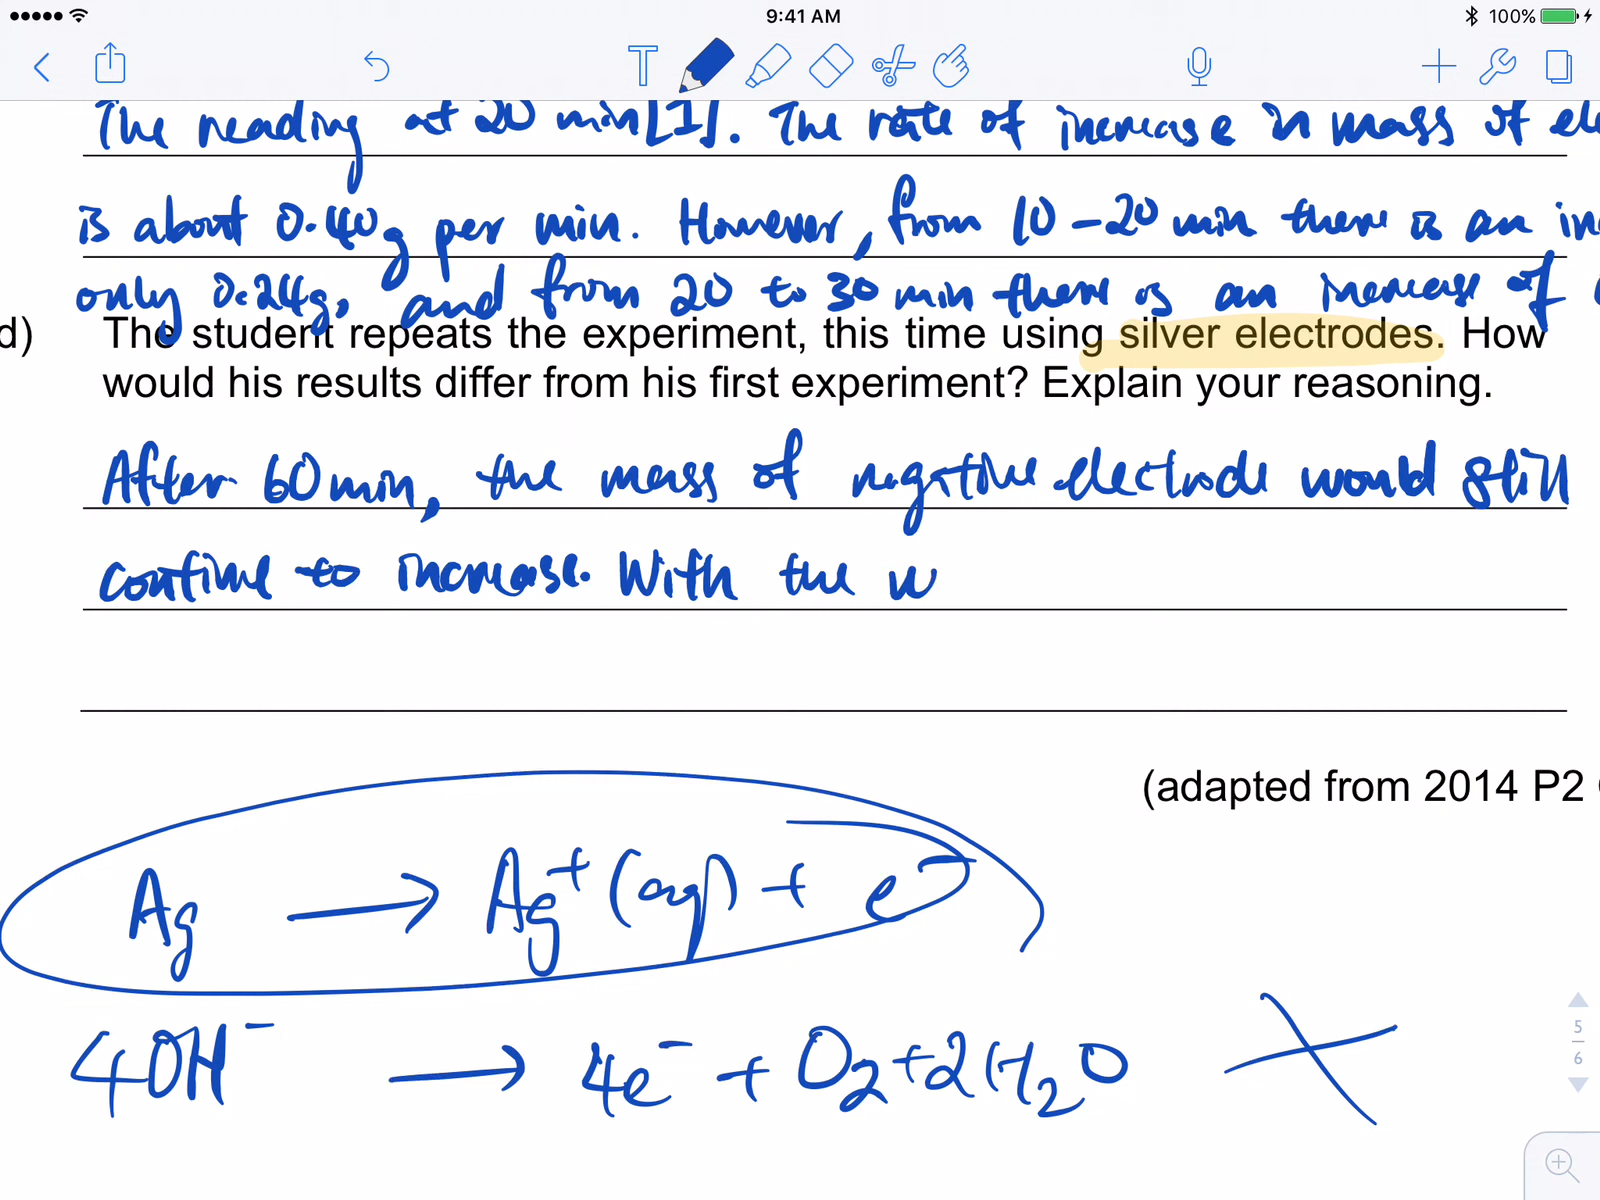 9:41 AM
100%
T
The reading at 20 min [1]. The rate of increase in mass of ele
is about 0.40g per min. However, from 10-20 min there is an in
only 0.24g, and from 20 to 30 min there is an increase of
d) The student repeats the experiment, this time using silver electrodes. How
would his results differ from his first experiment? Explain your reasoning.
After 60 min, the mass of negative electrode would still
continue to increase. With the w
(adapted from 2014 P2
Ag → Ag⁺ (aq) + e⁻
4OH⁻ → 4e⁻ + O₂ + 2H₂O
5
6